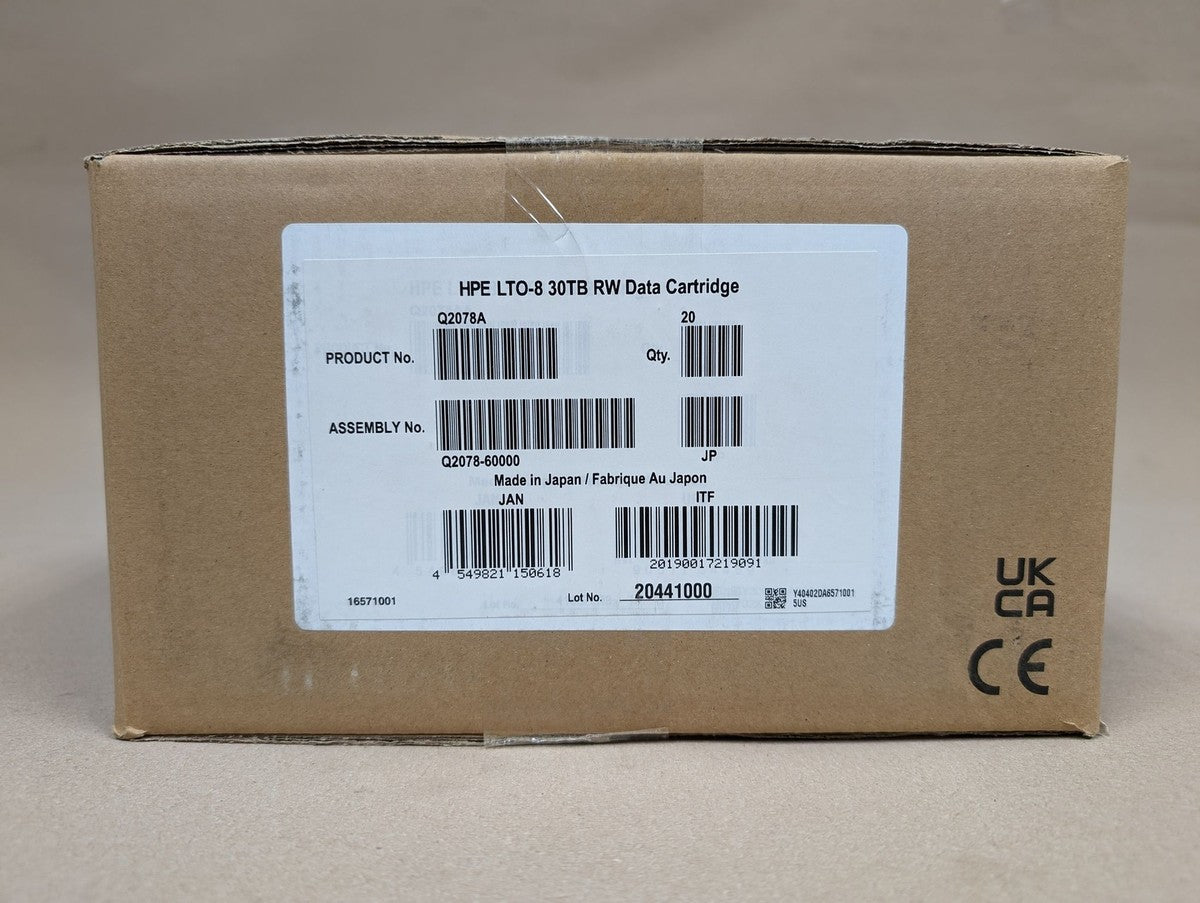 HPE LTO-8 30TB RW Data Cartridge
Q2078A 20
PRODUCT No. Qty.
ASSEMBLY No.
Q2078-60000 JP
Made in Japan / Fabrique Au Japon
JAN ITF
4 549821 150618 20190017219091
16571001 Lot No. 20441000 Y40402DA6571001
5US
UK
CA
CE